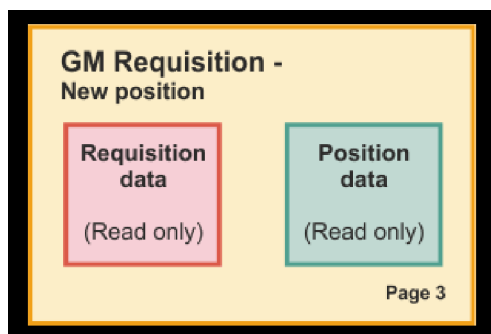 GM Requisition -
New position
Requisition
data
(Read only)
Position
data
(Read only)
Page 3